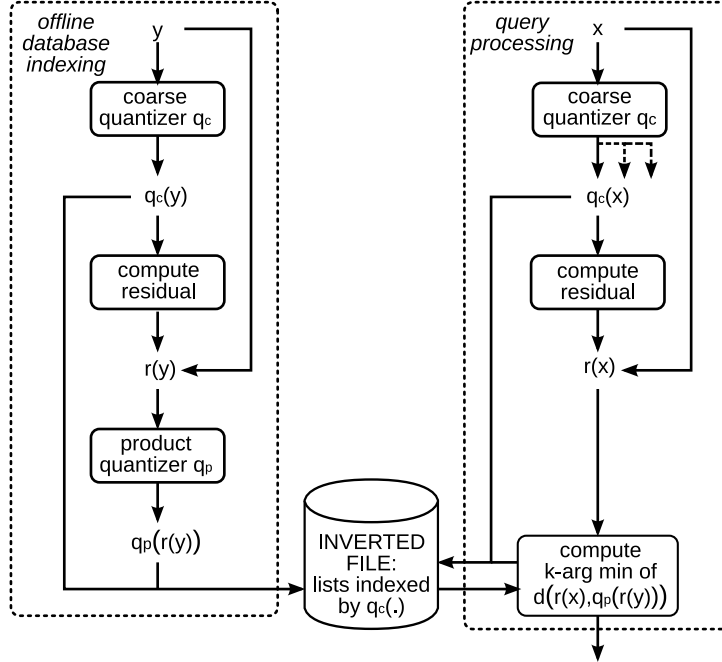 offline
database
indexing
y
coarse
quantizer qc
qc(y)
compute
residual
r(y)
product
quantizer qp
qp(r(y))
INVERTED
FILE:
lists indexed
by qc(.)
query
processing
x
coarse
quantizer qc
qc(x)
compute
residual
r(x)
compute
k-arg min of
d(r(x),qp(r(y)))